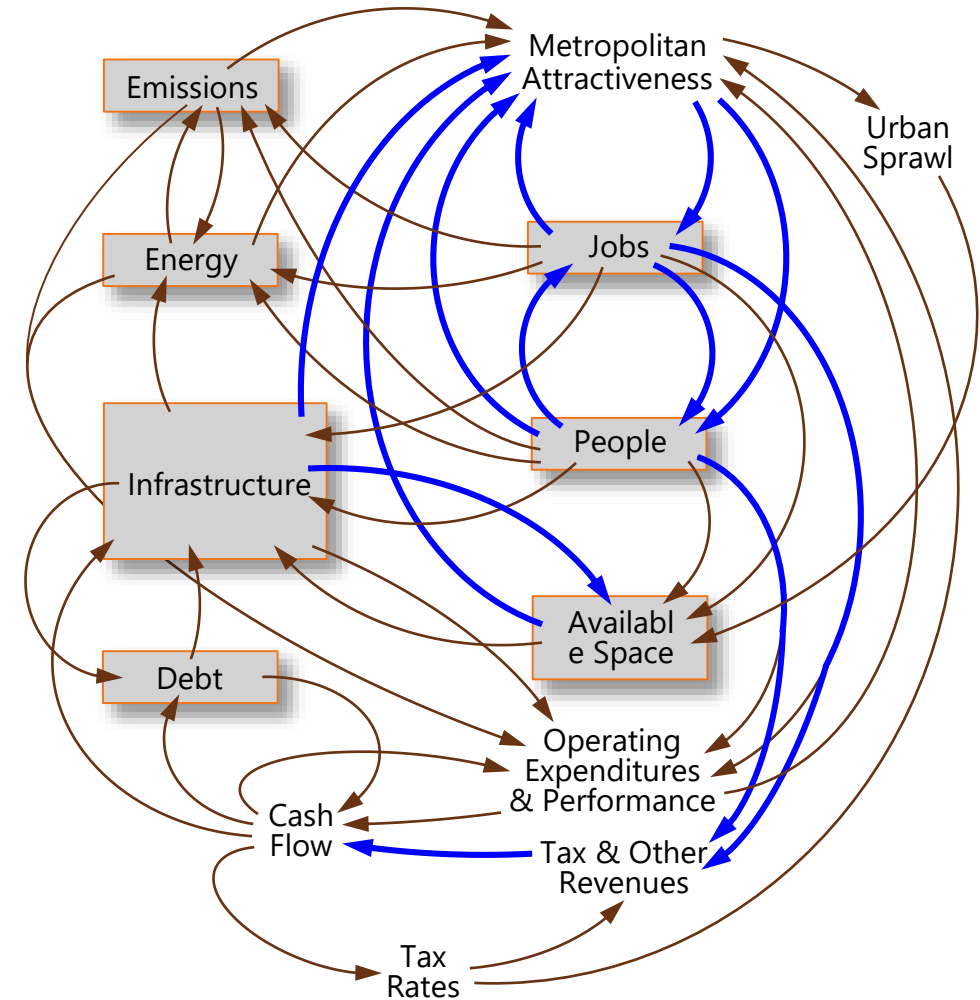 Metropolitan
Attractiveness
Emissions
Urban
Sprawl
Jobs
Energy
People
Infrastructure
Availabl
e Space
Debt
Operating
Expenditures
& Performance
Cash
Flow
Tax & Other
Revenues
Tax
Rates